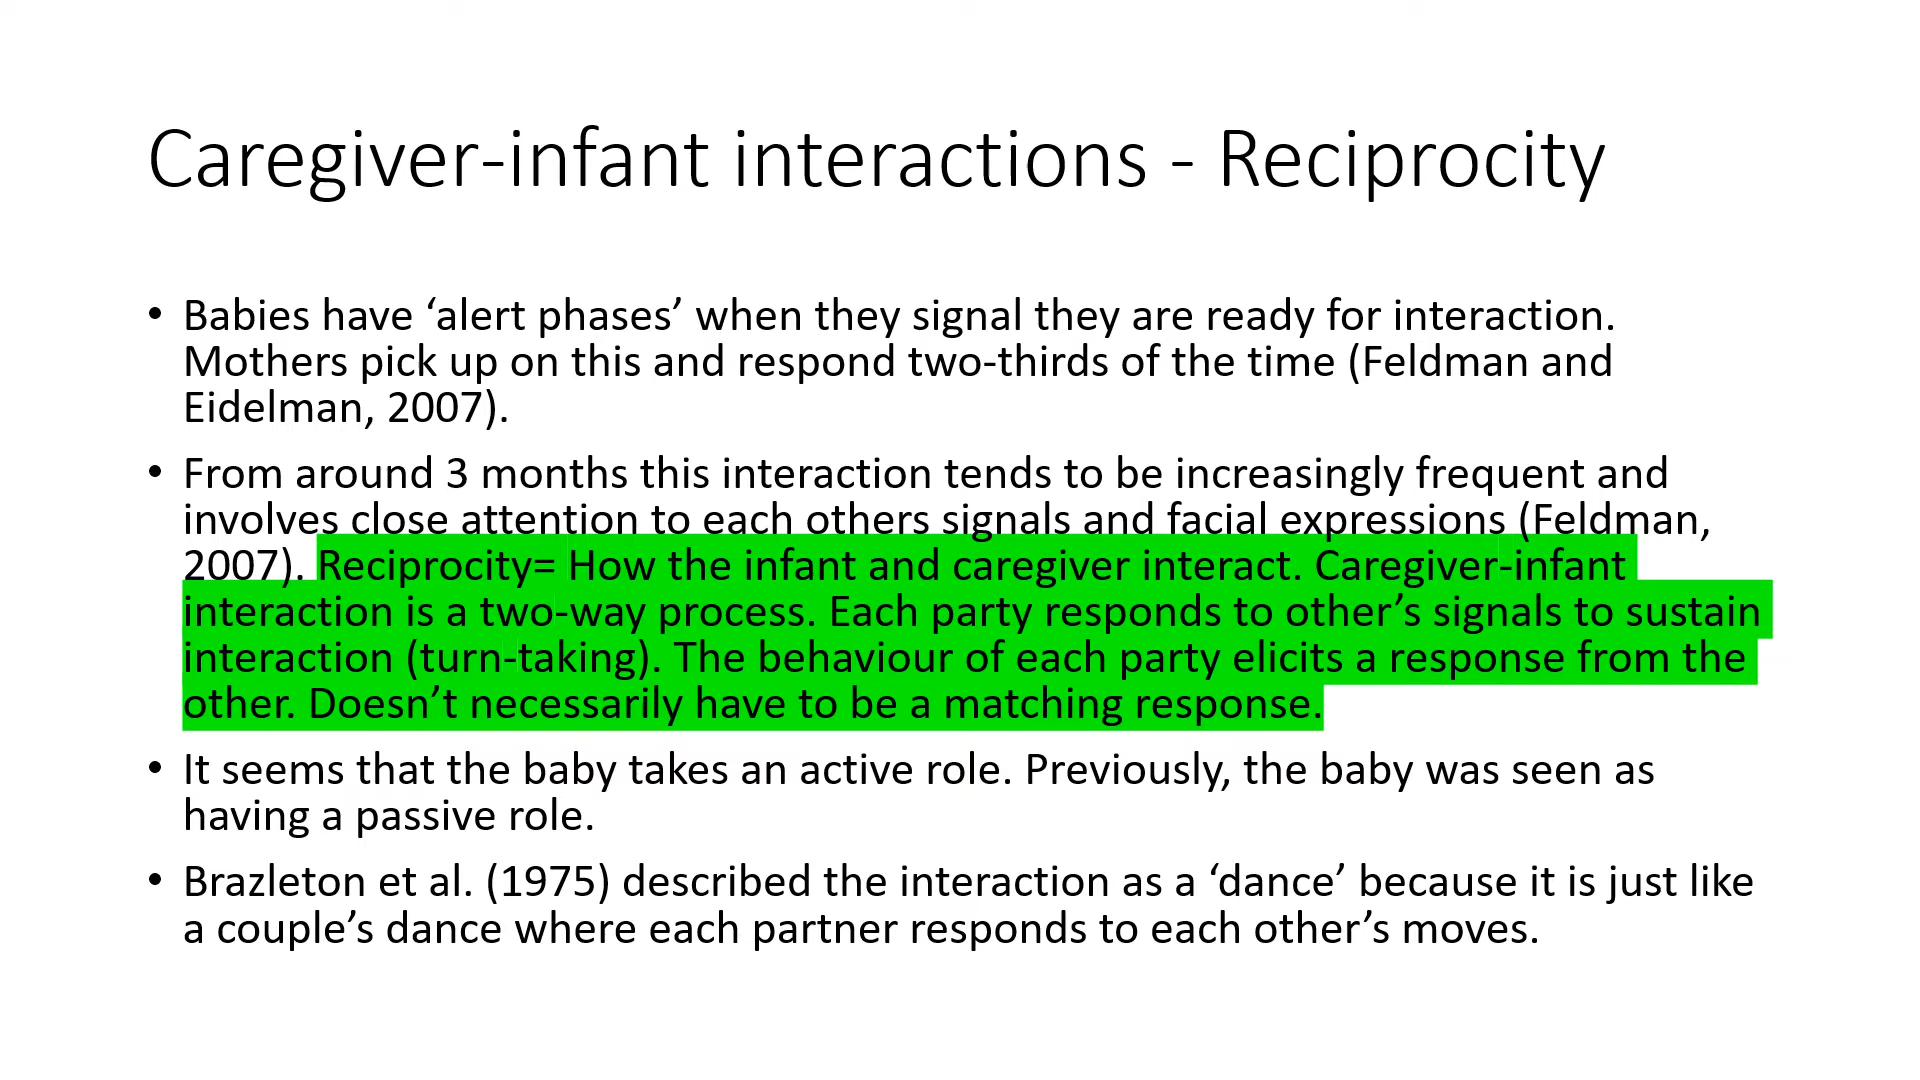 Caregiver-infant interactions - Reciprocity
• Babies have ‘alert phases’ when they signal they are ready for interaction.
Mothers pick up on this and respond two-thirds of the time (Feldman and
Eidelman, 2007).
• From around 3 months this interaction tends to be increasingly frequent and
involves close attention to each others signals and facial expressions (Feldman,
2007). Reciprocity= How the infant and caregiver interact. Caregiver-infant
interaction is a two-way process. Each party responds to other’s signals to sustain
interaction (turn-taking). The behaviour of each party elicits a response from the
other. Doesn’t necessarily have to be a matching response.
• It seems that the baby takes an active role. Previously, the baby was seen as
having a passive role.
• Brazleton et al. (1975) described the interaction as a ‘dance’ because it is just like
a couple’s dance where each partner responds to each other’s moves.